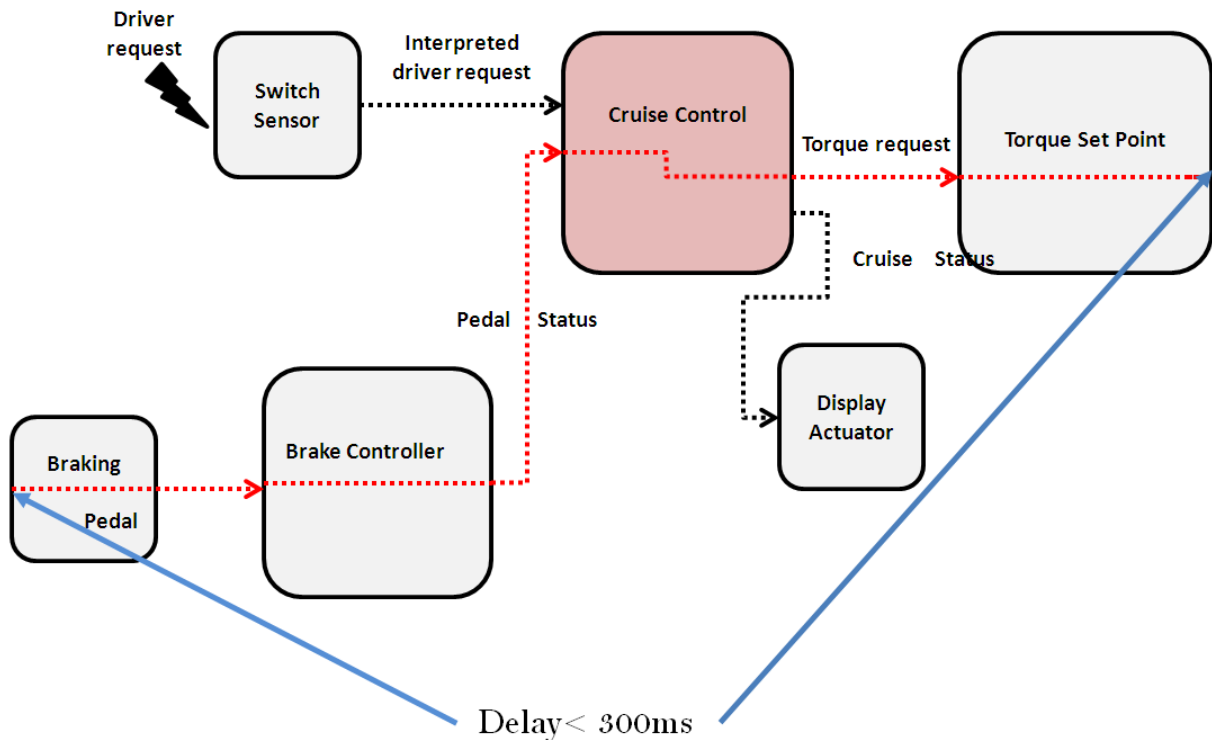 Driver
request
Switch
Sensor
Interpreted
driver request
Cruise Control
Torque request
Torque Set Point
Cruise Status
Pedal Status
Display
Actuator
Braking
Pedal
Brake Controller
Delay< 300ms